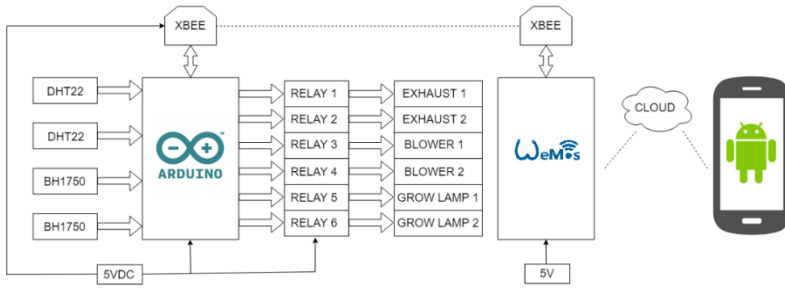 XBEE
XBEE
DHT22
DHT22
BH1750
BH1750
ARDUINO
TM
RELAY 1
RELAY 2
RELAY 3
RELAY 4
RELAY 5
RELAY 6
EXHAUST 1
EXHAUST 2
BLOWER 1
BLOWER 2
GROW LAMP 1
GROW LAMP 2
WeMos
CLOUD
5VDC
5V